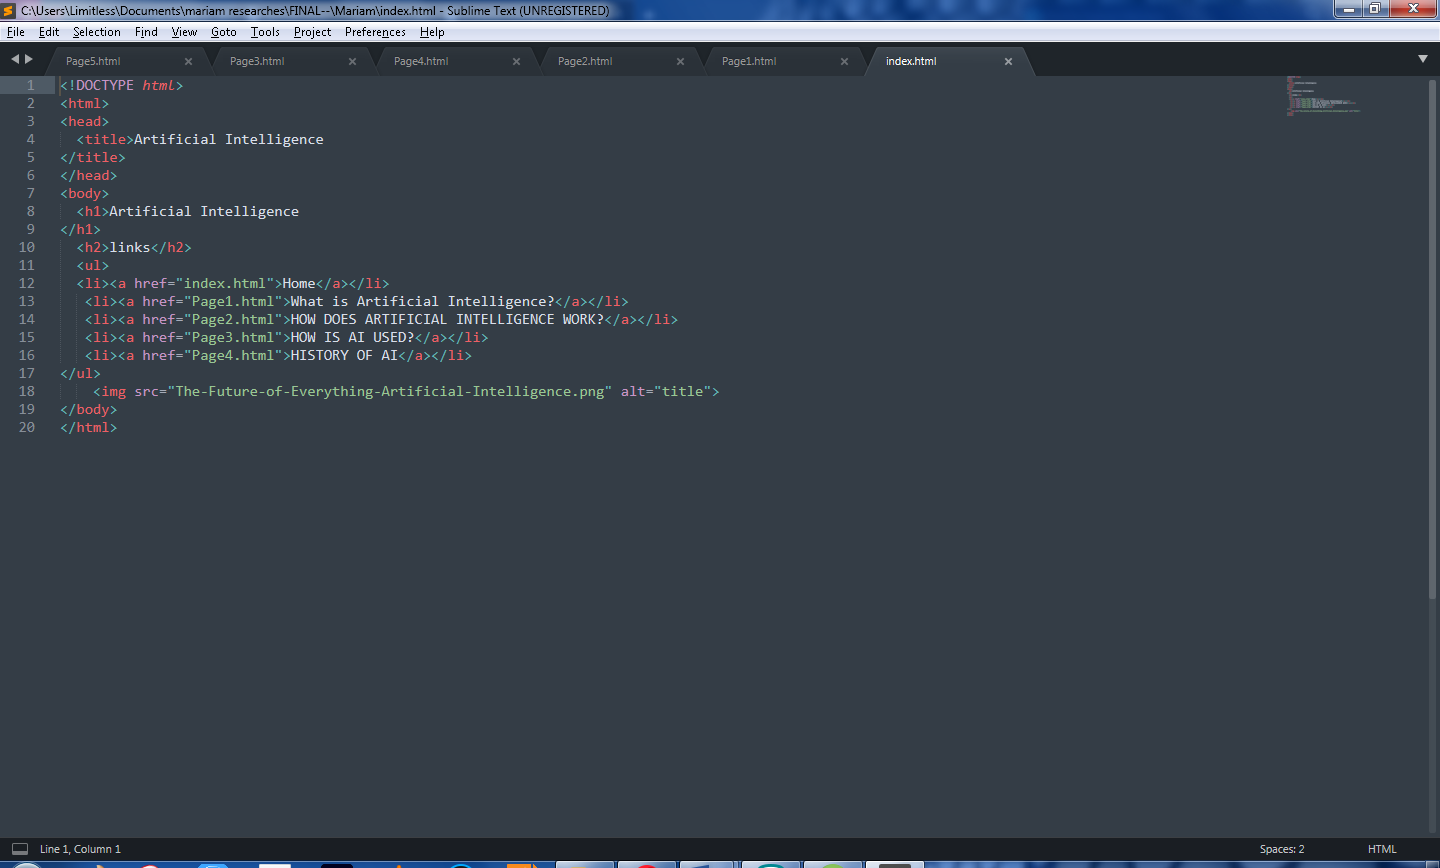 C:\Users\Limitless\Documents\mariam researches\FINAL--\Mariam\index.html - Sublime Text (UNREGISTERED)
File Edit Selection Find View Goto Tools Project Preferences Help
Page5.html Page3.html Page4.html Page2.html Page1.html index.html
1 <!DOCTYPE html>
2 <html>
3 <head>
4 <title>Artificial Intelligence
5 </title>
6 </head>
7 <body>
8 <h1>Artificial Intelligence
9 </h1>
10 <h2>links</h2>
11 <ul>
12 <li><a href="index.html">Home</a></li>
13 <li><a href="Page1.html">What is Artificial Intelligence?</a></li>
14 <li><a href="Page2.html">HOW DOES ARTIFICIAL INTELLIGENCE WORK?</a></li>
15 <li><a href="Page3.html">HOW IS AI USED?</a></li>
16 <li><a href="Page4.html">HISTORY OF AI</a></li>
17 </ul>
18 <img src="The-Future-of-Everything-Artificial-Intelligence.png" alt="title">
19 </body>
20 </html>
Line 1, Column 1 Spaces: 2 HTML